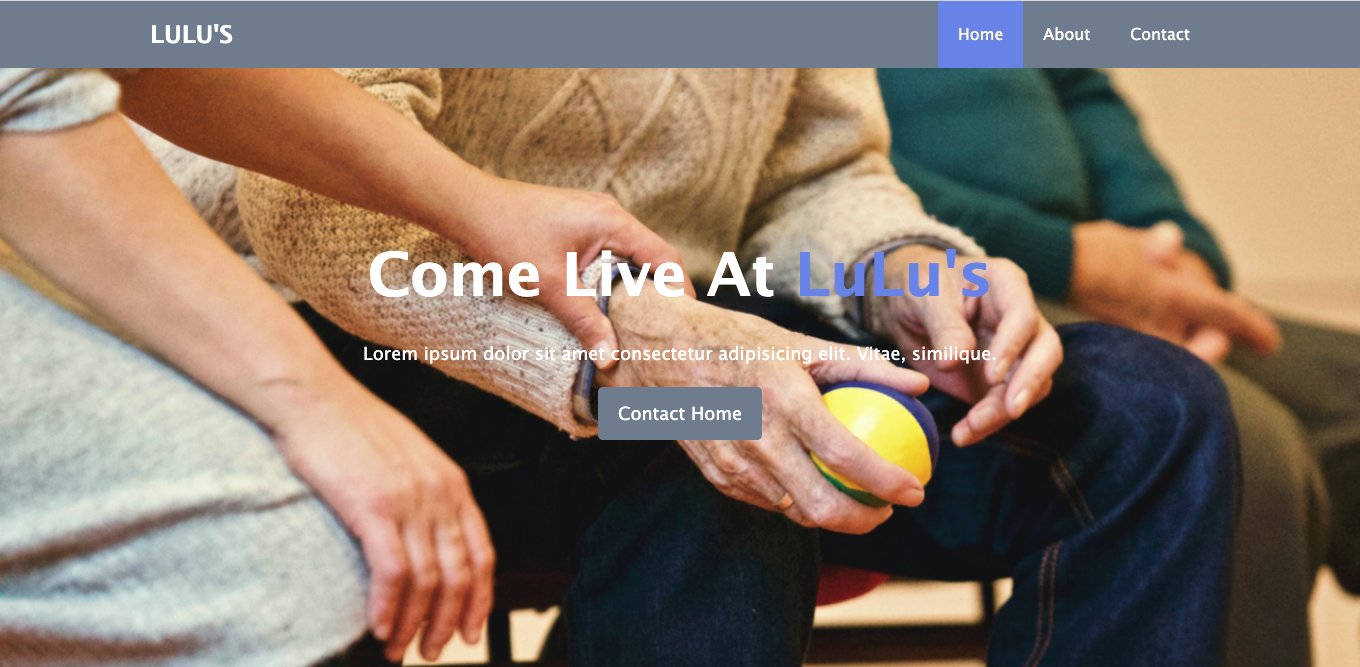 LULU'S
Home About Contact
Come Live At LuLu's
Lorem ipsum dolor sit amet consectetur adipisicing elit. Vitae, similique.
Contact Home